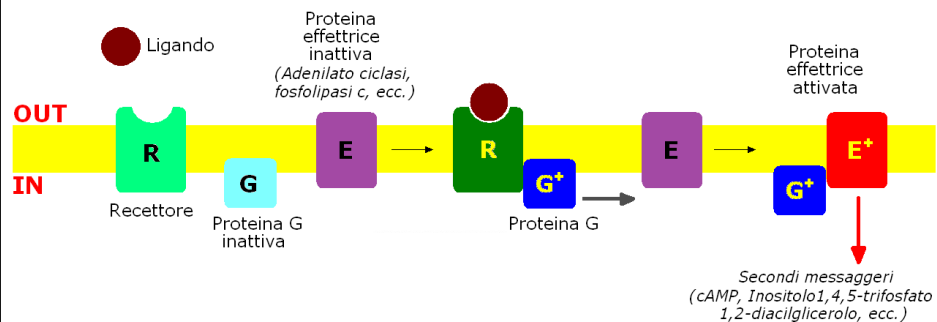 Ligando
Proteina
effettrice
inattiva
(Adenilato ciclasi,
fosfolipasi c, ecc.)
Proteina
effettrice
attivata
OUT
IN
R
G
E
R
G+
E
G+
E+
Recettore
Proteina G
inattiva
Proteina G
Secondi messaggeri
(cAMP, Inositolo1,4,5-trifosfato
1,2-diacilglicerolo, ecc.)